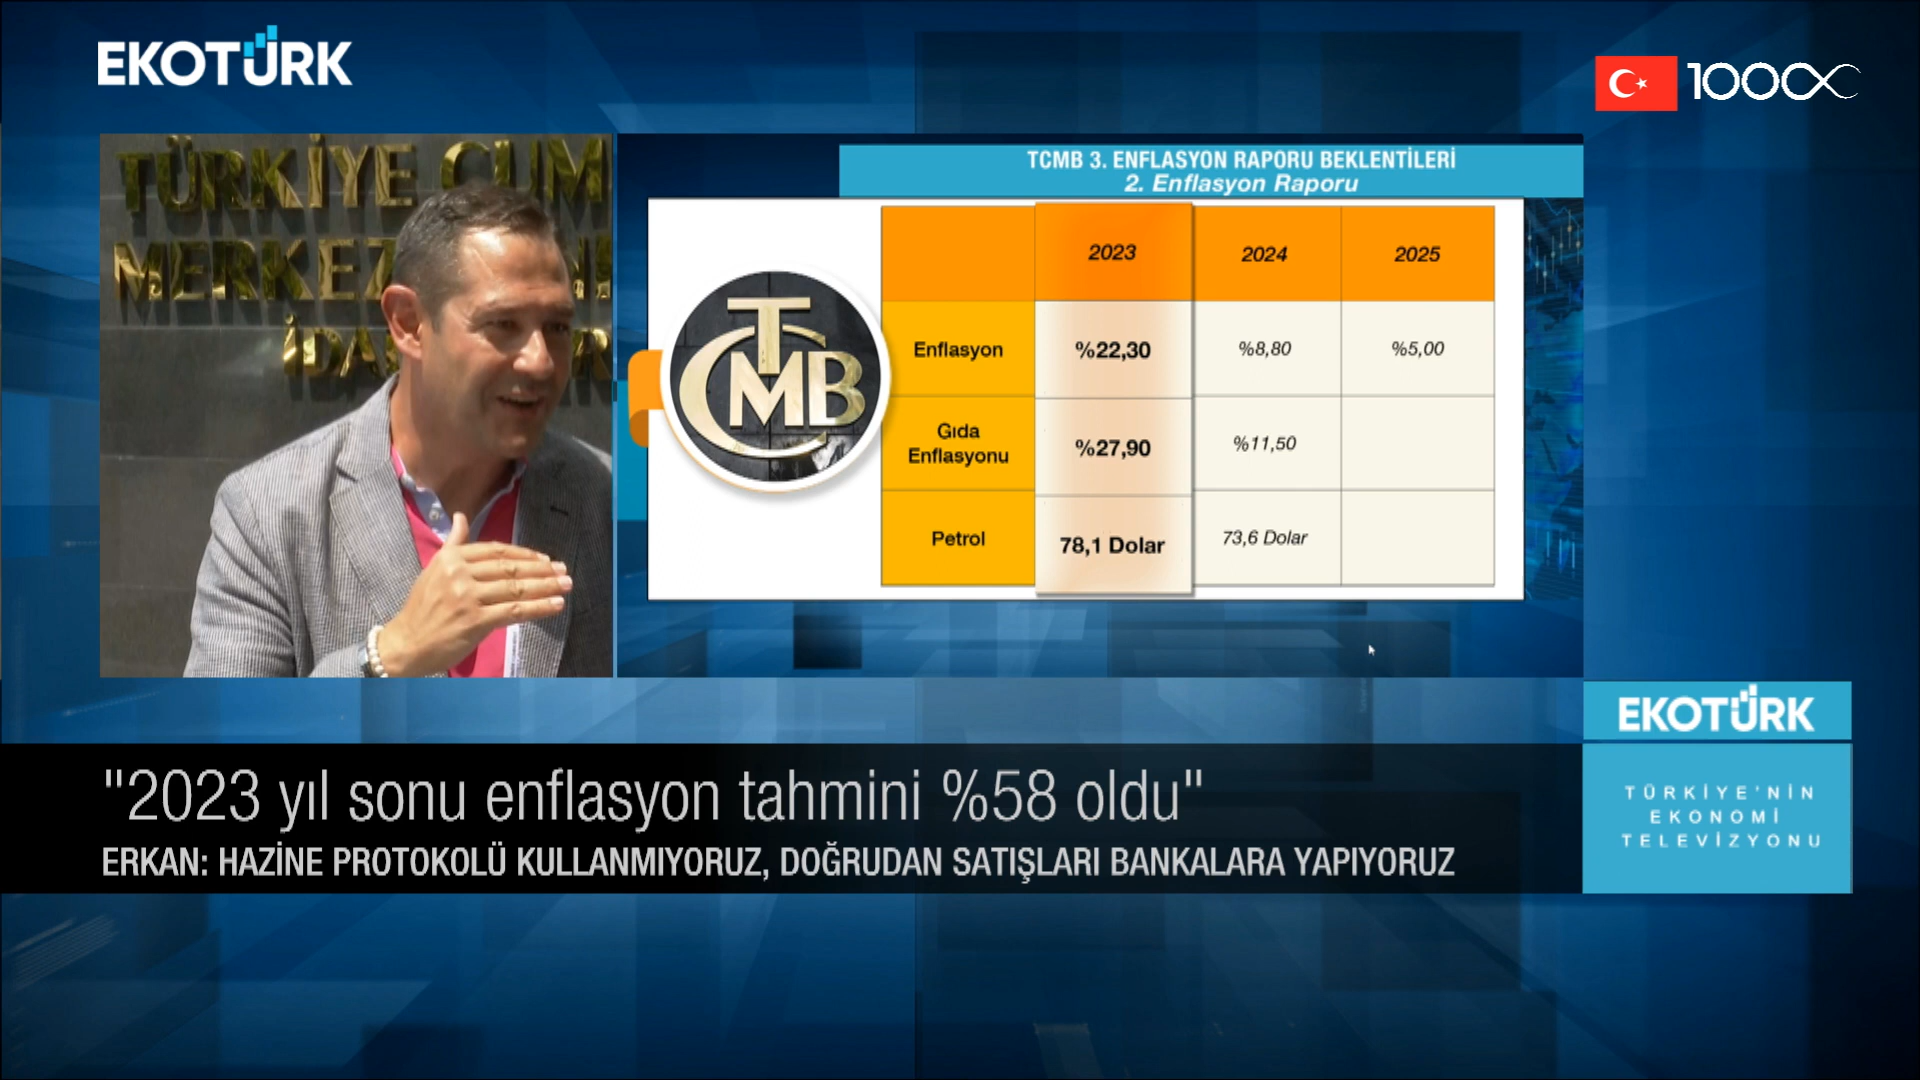 EKOTÜRK
100
TÜRKİYE CUM
MERKEZ
İDA
TCMB 3. ENFLASYON RAPORU BEKLENTİLERİ
2. Enflasyon Raporu
2023 2024 2025
TCMB
Enflasyon %22,30 %8,80 %5,00
Gıda
Enflasyonu %27,90 %11,50
Petrol 78,1 Dolar 73,6 Dolar
EKOTÜRK
TÜRKİYE'NİN
EKONOMİ
TELEVİZYONU
"2023 yıl sonu enflasyon tahmini %58 oldu"
ERKAN: HAZİNE PROTOKOLÜ KULLANMIYORUZ, DOĞRUDAN SATIŞLARI BANKALARA YAPIYORUZ